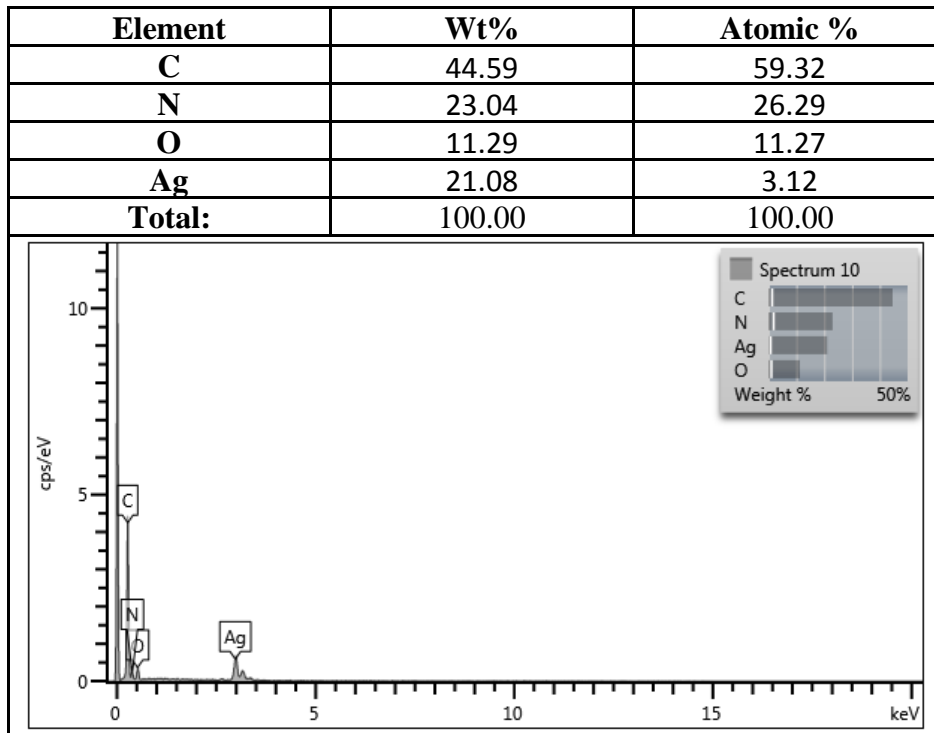 Element Wt% Atomic %
C 44.59 59.32
N 23.04 26.29
O 11.29 11.27
Ag 21.08 3.12
Total: 100.00 100.00
Spectrum 10
C
N
Ag
O
Weight % 50%
10
cps/eV
5
C
N
O
Ag
0
0 5 10 15 keV